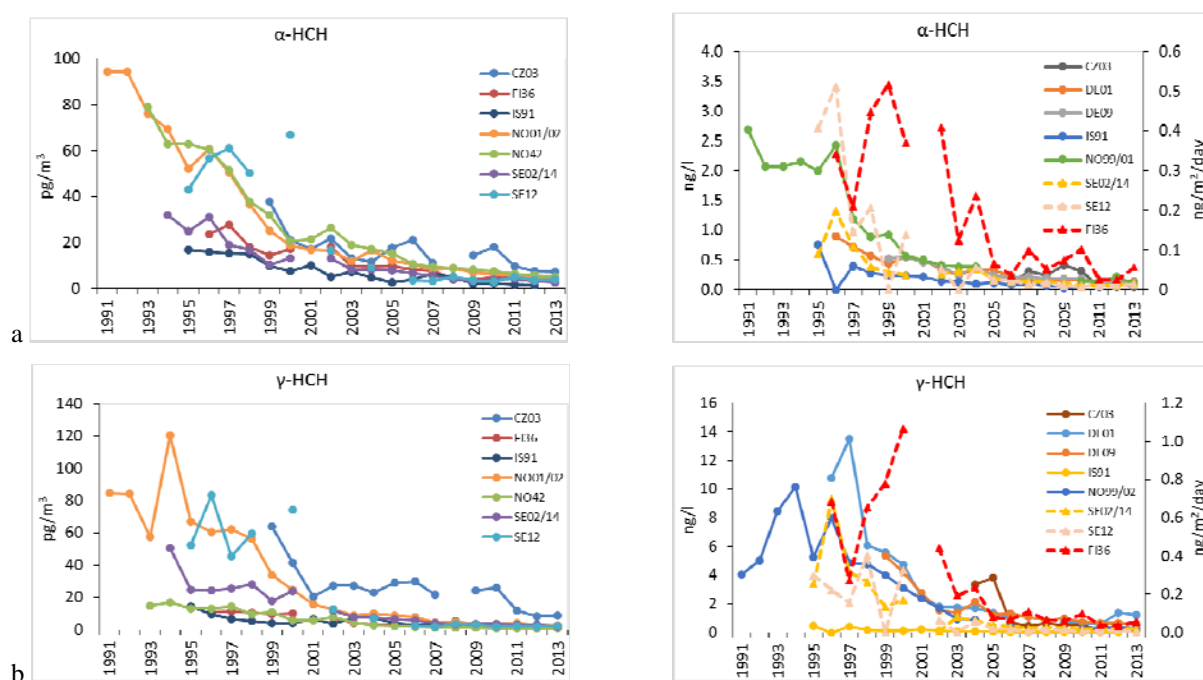 α-HCH
100
80
60
40
20
0
pg/m³
1991
1993
1995
1997
1999
2001
2003
2005
2007
2009
2011
2013
CZ03
FI36
IS91
NO01/02
NO42
SE02/14
SE12
a
α-HCH
4.0
3.5
3.0
2.5
2.0
1.5
1.0
0.5
0.0
ng/l
0.6
0.5
0.4
0.3
0.2
0.1
0
ng/m²/day
1991
1993
1995
1997
1999
2001
2003
2005
2007
2009
2011
2013
CZ03
DE01
DE09
IS91
NO99/01
SE02/14
SE12
FI36
γ-HCH
140
120
100
80
60
40
20
0
pg/m³
1991
1993
1995
1997
1999
2001
2003
2005
2007
2009
2011
2013
CZ03
FI36
IS91
NO01/02
NO42
SE02/14
SE12
b
γ-HCH
16
14
12
10
8
6
4
2
0
ng/l
1.2
1.0
0.8
0.6
0.4
0.2
0.0
ng/m²/day
1991
1993
1995
1997
1999
2001
2003
2005
2007
2009
2011
2013
CZ03
DE01
DE09
IS91
NO99/02
SE02/14
SE12
FI36